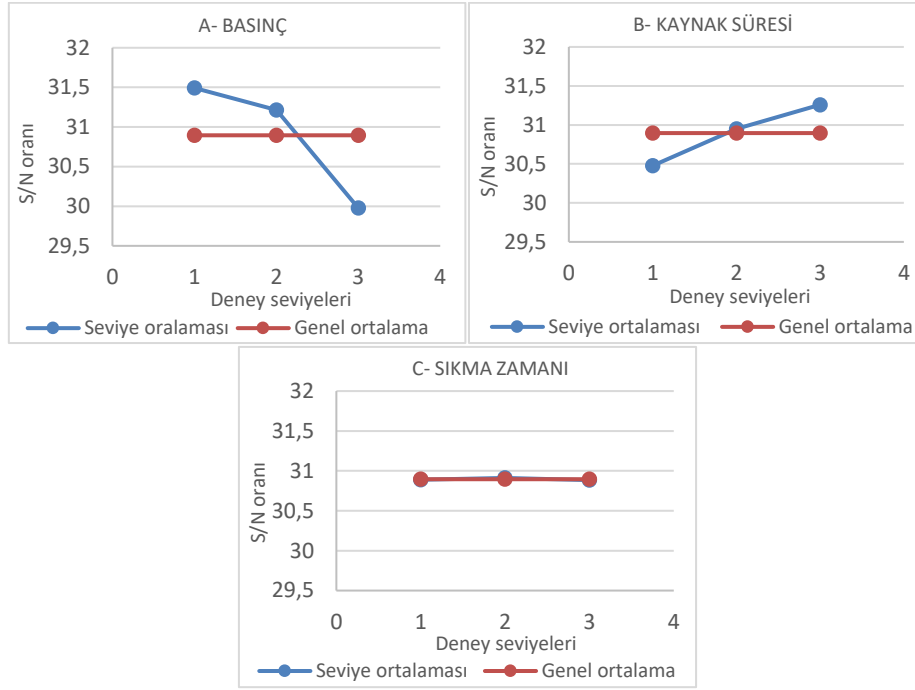 A- BASINÇ
32
31,5
31
30,5
30
29,5
S/N oranı
0 1 2 3 4
Deney seviyeleri
Seviye oralaması Genel ortalama
B- KAYNAK SÜRESİ
32
31,5
31
30,5
30
29,5
S/N oranı
0 1 2 3 4
Deney seviyeleri
Seviye ortalaması Genel ortalama
C- SIKMA ZAMANI
32
31,5
31
30,5
30
29,5
S/N oranı
0 1 2 3 4
Deney seviyeleri
Seviye ortalaması Genel ortalama